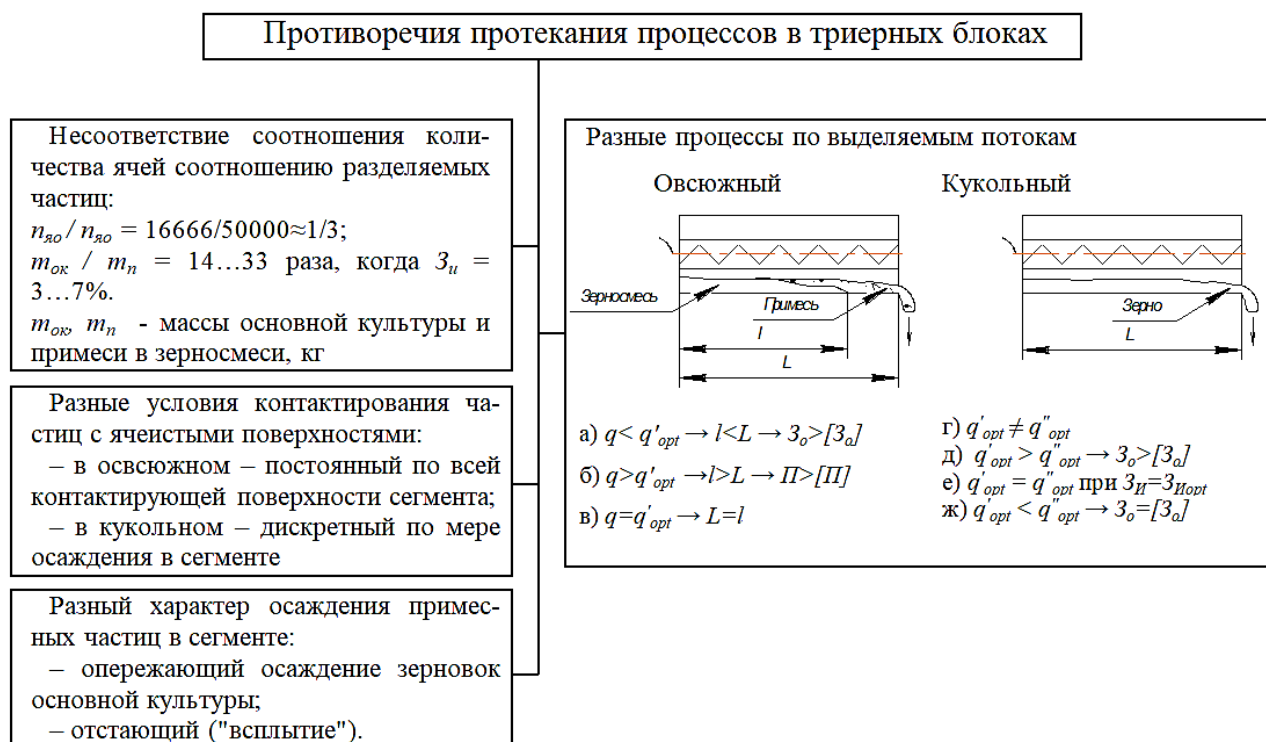 Противоречия протекания процессов в триерных блоках
Несоответствие соотношения коли-
чества ячей соотношению разделяемых
частиц:
nяо / nяо = 16666/50000≈1/3;
mок / mп = 14…33 раза, когда Зи =
3…7%.
mок, mп - массы основной культуры и
примеси в зерносмеси, кг
Разные условия контактирования ча-
стиц с ячеистыми поверхностями:
– в освсюжном – постоянный по всей
контактирующей поверхности сегмента;
– в кукольном – дискретный по мере
осаждения в сегменте
Разный характер осаждения примес-
ных частиц в сегменте:
– опережающий осаждение зерновок
основной культуры;
– отстающий ("всплытие").
Разные процессы по выделяемым потокам
Овсюжный
Зерносмесь
Примесь
l
L
а) q< q'opt → l<L → Зо>[Зо]
б) q>q'opt →l>L → П>[П]
в) q=q'opt → L=l
Кукольный
Зерно
L
г) q'opt ≠ q"opt
д) q'opt > q"opt → Зо>[Зо]
е) q'opt = q"opt при ЗИ=ЗИopt
ж) q'opt < q"opt → Зо=[Зо]